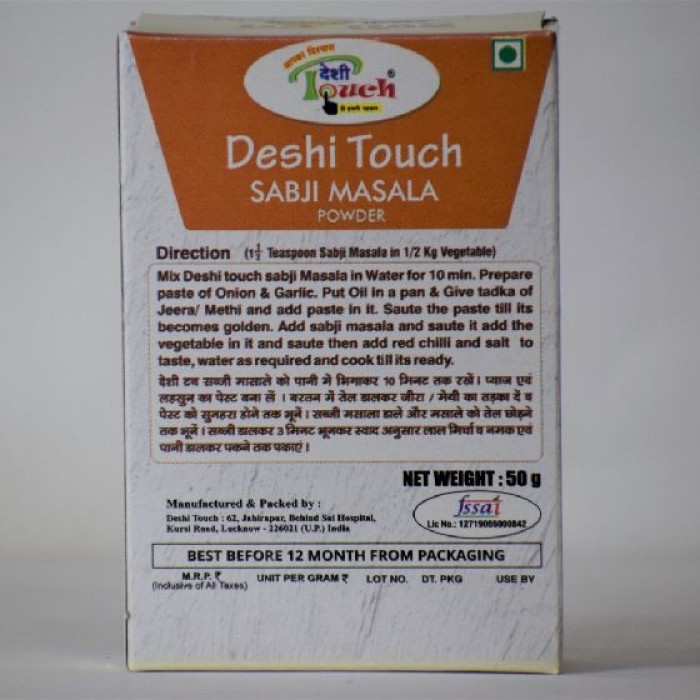 आपका विश्वास
देशी
Touch®
Deshi Touch
SABJI MASALA
POWDER
Direction (1½ Teaspoon Sabji Masala in 1/2 Kg Vegetable)
Mix Deshi touch sabji Masala in Water for 10 min. Prepare
paste of Onion & Garlic. Put Oil in a pan & Give tadka of
Jeera/ Methi and add paste in it. Saute the paste till its
becomes golden. Add sabji masala and saute it add the
vegetable in it and saute then add red chilli and salt to
taste, water as required and cook till its ready.
देशी टच सब्जी मासाले को पानी में भिगाकर 10 मिनट तक रखें। प्याज एवं
लहसुन का पेस्ट बना लें । बरतन में तेल डालकर जीरा / मेथी का तड़का दें व
पेस्ट को सुनहरा होने तक भूनें । सब्जी मसाला डाले और मसाले को तेल छोड़ने
तक भूनें । सब्जी डालकर 3 मिनट भूनकर स्वाद अनुसार लाल मिर्चा व नमक एवं
पानी डालकर पकने तक पकाएं ।
NET WEIGHT : 50 g
Manufactured & Packed by :
Deshi Touch : 62, Jahirapur, Behind Sai Hospital,
Kursi Road, Lucknow - 226021 (U.P.) India
fssai
Lic No.: 12719055000842
BEST BEFORE 12 MONTH FROM PACKAGING
M.R.P. ₹ UNIT PER GRAM ₹ LOT NO. DT. PKG USE BY
(Inclusive of All Taxes)